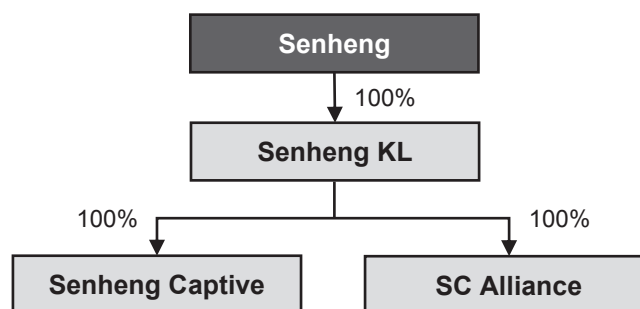 Senheng
100%
Senheng KL
100%
100%
Senheng Captive
SC Alliance